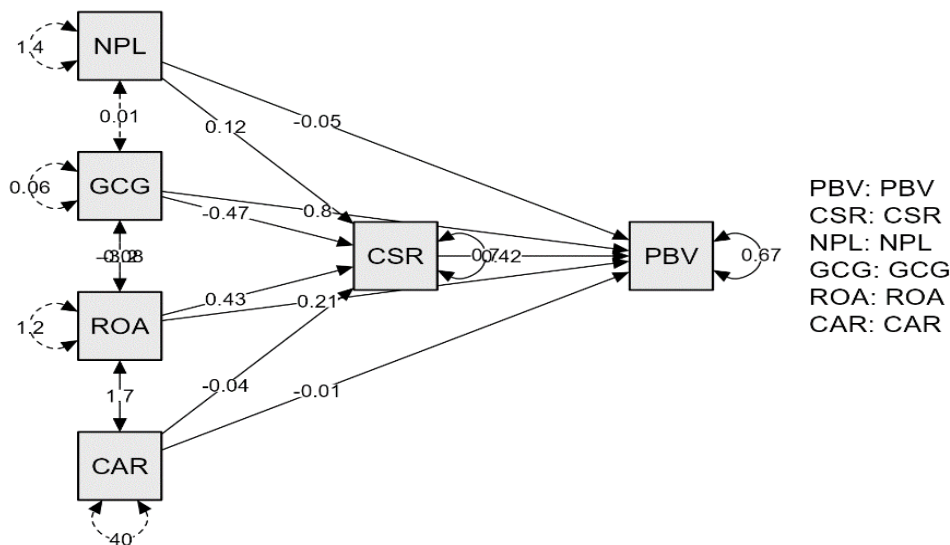 NPL
1.4
0.01
-0.05
0.12
GCG
0.06
-0.47
0.8
CSR
0.42
PBV
0.67
0.43
0.21
ROA
1.2
-0.04
-0.01
1.7
CAR
40
PBV: PBV
CSR: CSR
NPL: NPL
GCG: GCG
ROA: ROA
CAR: CAR